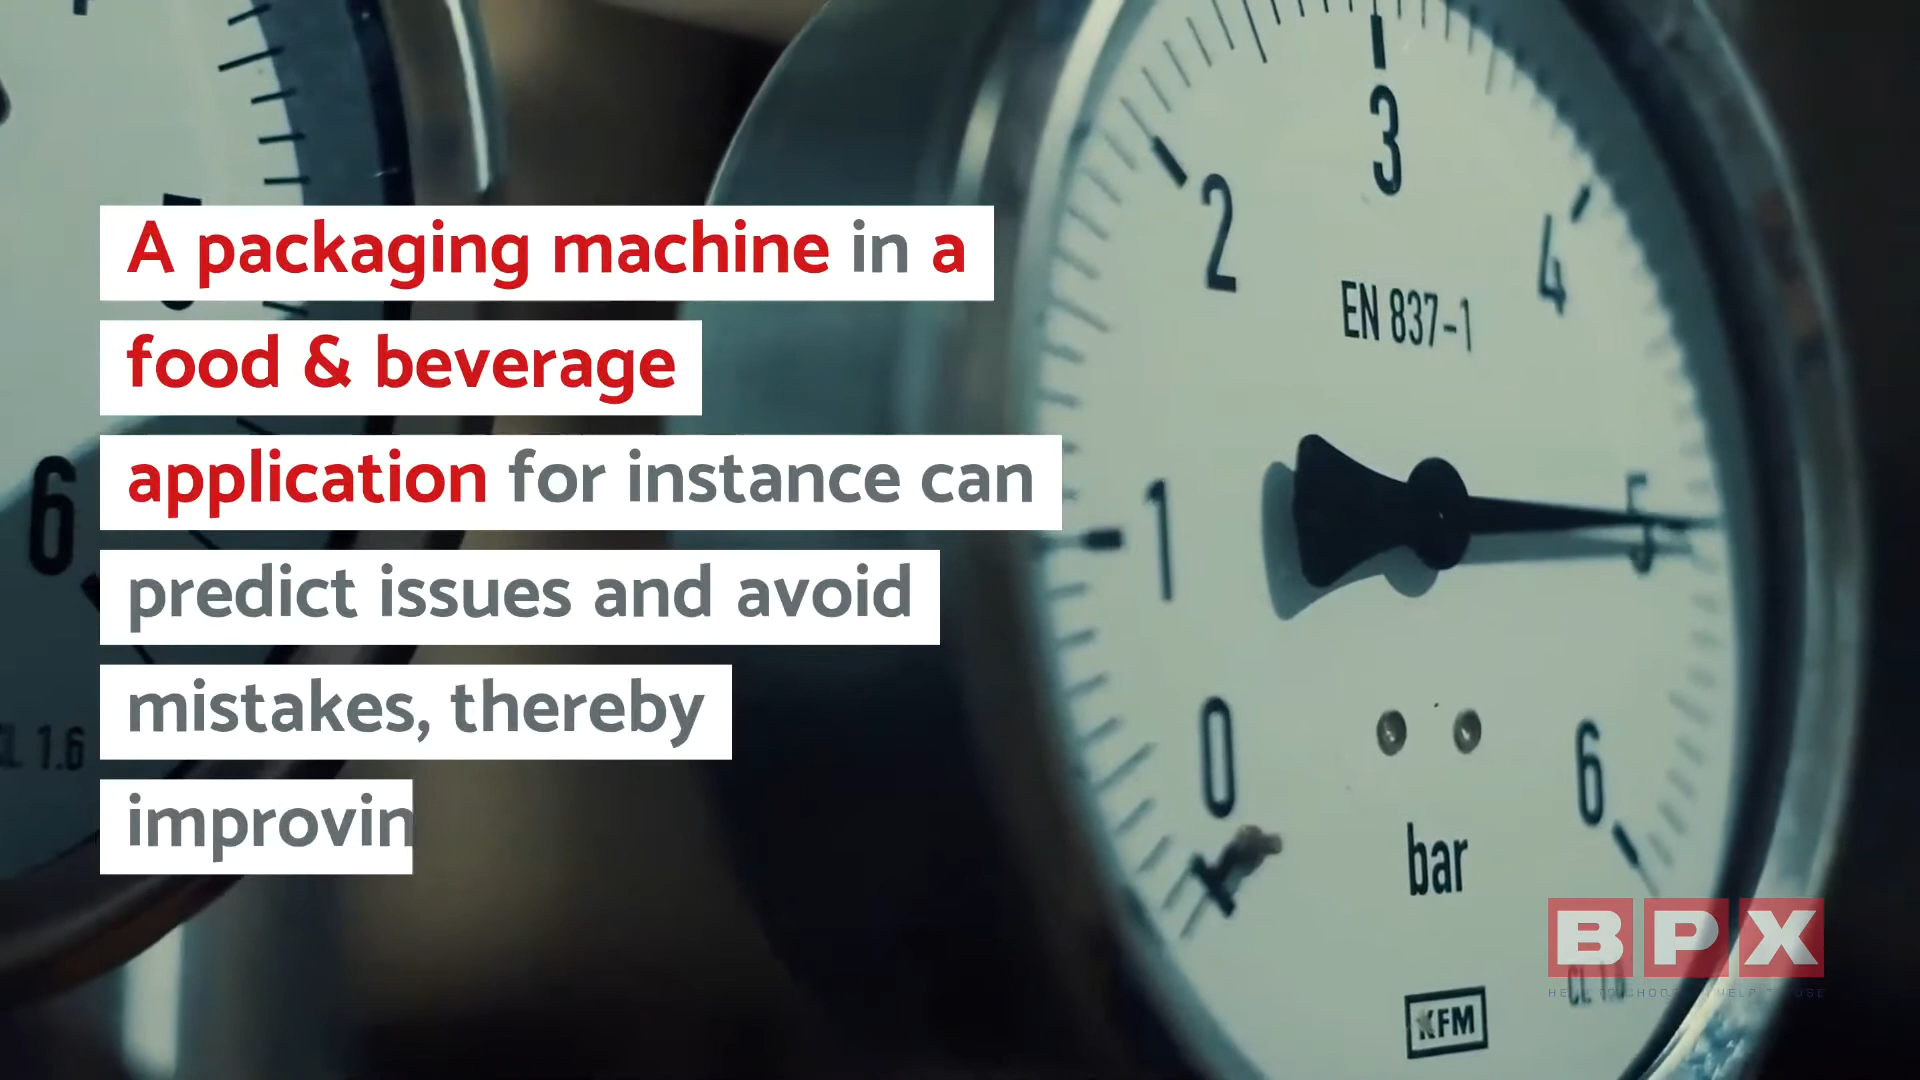 A packaging machine in a
food & beverage
application for instance can
predict issues and avoid
mistakes, thereby
improvin
3
2
4
EN 837-1
5
1
6
0
6
bar
1.6
BPX
KFM